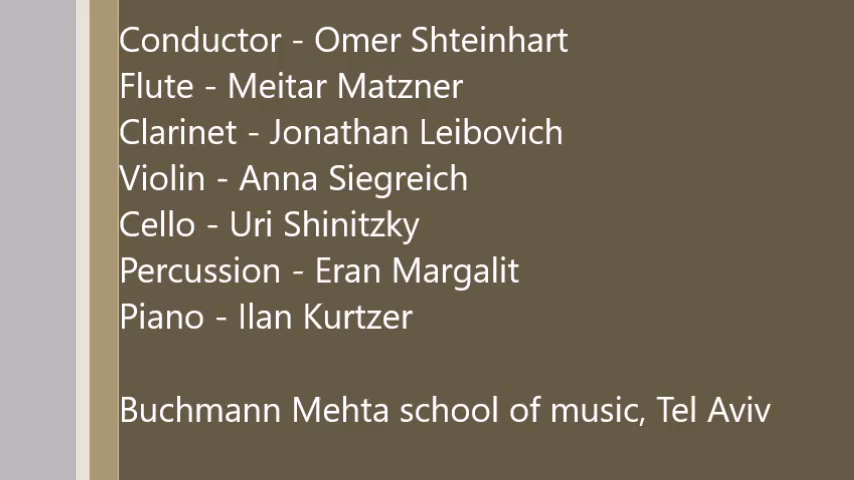 Conductor - Omer Shteinhart
Flute - Meitar Matzner
Clarinet - Jonathan Leibovich
Violin - Anna Siegreich
Cello - Uri Shinitzky
Percussion - Eran Margalit
Piano - Ilan Kurtzer
Buchmann Mehta school of music, Tel Aviv